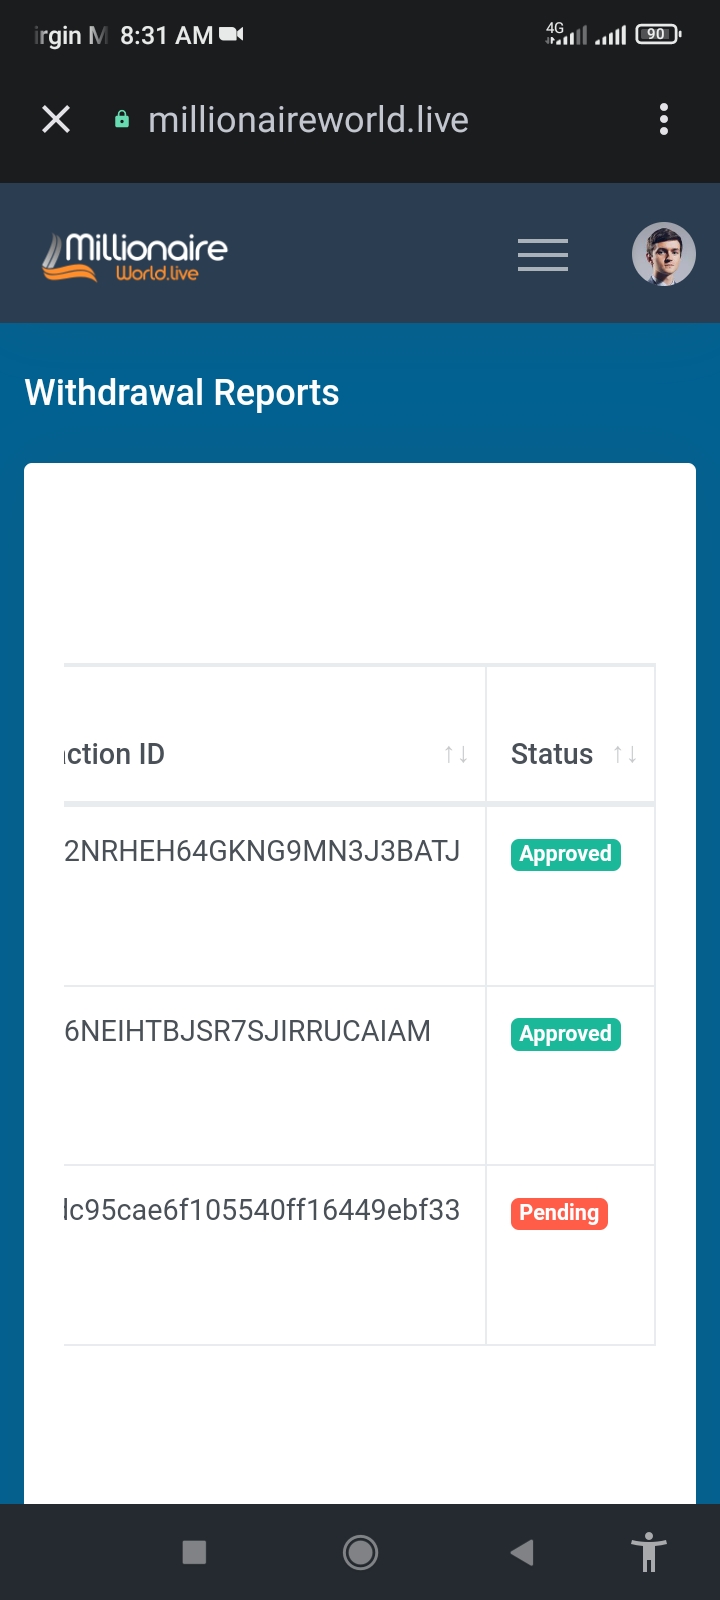 irgin M 8:31 AM 4G 90
millionaireworld.live
Millionaire
World.live
Withdrawal Reports
ction ID Status
2NRHEH64GKNG9MN3J3BATJ Approved
6NEIHTBJSR7SJIRRUCAIAM Approved
dc95cae6f105540ff16449ebf33 Pending